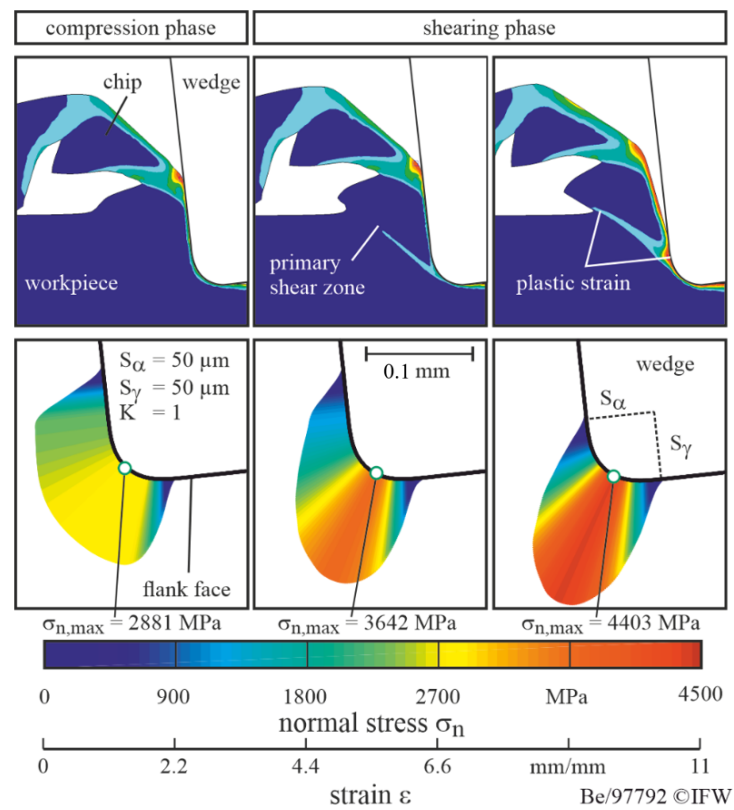 compression phase
shearing phase
chip
wedge
workpiece
primary
shear zone
plastic strain
Sα = 50 µm
Sγ = 50 µm
K = 1
flank face
0.1 mm
wedge
Sα
Sγ
σn,max = 2881 MPa
σn,max = 3642 MPa
σn,max = 4403 MPa
0 900 1800 2700 MPa 4500
normal stress σn
0 2.2 4.4 6.6 mm/mm 11
strain ε
Be/97792 ©IFW